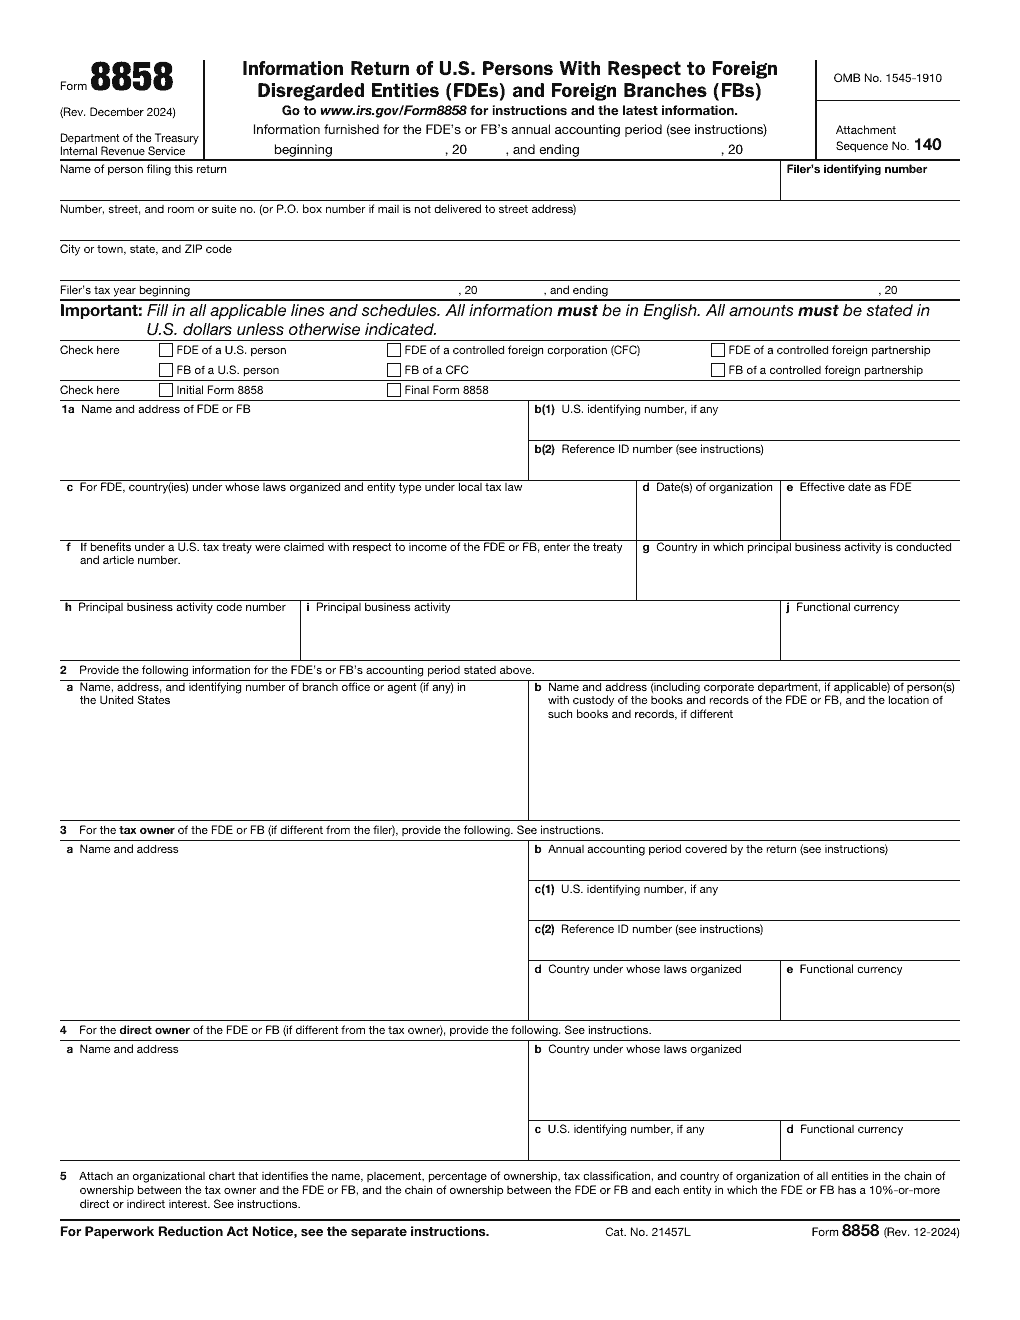 Form 8858
(Rev. December 2024)
Department of the Treasury
Internal Revenue Service
Information Return of U.S. Persons With Respect to Foreign
Disregarded Entities (FDEs) and Foreign Branches (FBs)
Go to www.irs.gov/Form8858 for instructions and the latest information.
Information furnished for the FDE's or FB's annual accounting period (see instructions)
beginning , 20 , and ending , 20
OMB No. 1545-1910
Attachment
Sequence No. 140
Name of person filing this return
Filer's identifying number
Number, street, and room or suite no. (or P.O. box number if mail is not delivered to street address)
City or town, state, and ZIP code
Filer's tax year beginning , 20 , and ending , 20
Important: Fill in all applicable lines and schedules. All information must be in English. All amounts must be stated in
U.S. dollars unless otherwise indicated.
Check here FDE of a U.S. person FDE of a controlled foreign corporation (CFC) FDE of a controlled foreign partnership
FB of a U.S. person FB of a CFC FB of a controlled foreign partnership
Check here Initial Form 8858 Final Form 8858
1a Name and address of FDE or FB
b(1) U.S. identifying number, if any
b(2) Reference ID number (see instructions)
c For FDE, country(ies) under whose laws organized and entity type under local tax law
d Date(s) of organization
e Effective date as FDE
f If benefits under a U.S. tax treaty were claimed with respect to income of the FDE or FB, enter the treaty
and article number.
g Country in which principal business activity is conducted
h Principal business activity code number
i Principal business activity
j Functional currency
2 Provide the following information for the FDE's or FB's accounting period stated above.
a Name, address, and identifying number of branch office or agent (if any) in
the United States
b Name and address (including corporate department, if applicable) of person(s)
with custody of the books and records of the FDE or FB, and the location of
such books and records, if different
3 For the tax owner of the FDE or FB (if different from the filer), provide the following. See instructions.
a Name and address
b Annual accounting period covered by the return (see instructions)
c(1) U.S. identifying number, if any
c(2) Reference ID number (see instructions)
d Country under whose laws organized
e Functional currency
4 For the direct owner of the FDE or FB (if different from the tax owner), provide the following. See instructions.
a Name and address
b Country under whose laws organized
c U.S. identifying number, if any
d Functional currency
5 Attach an organizational chart that identifies the name, placement, percentage of ownership, tax classification, and country of organization of all entities in the chain of
ownership between the tax owner and the FDE or FB, and the chain of ownership between the FDE or FB and each entity in which the FDE or FB has a 10%-or-more
direct or indirect interest. See instructions.
For Paperwork Reduction Act Notice, see the separate instructions.
Cat. No. 21457L
Form 8858 (Rev. 12-2024)